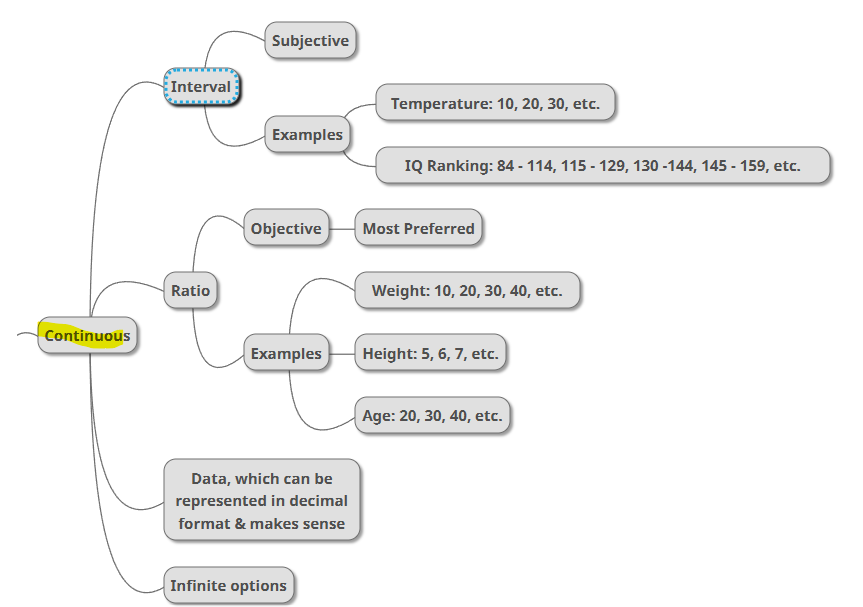 Subjective
Interval
Temperature: 10, 20, 30, etc.
Examples
IQ Ranking: 84 - 114, 115 - 129, 130 -144, 145 - 159, etc.
Objective
Most Preferred
Ratio
Weight: 10, 20, 30, 40, etc.
Continuous
Examples
Height: 5, 6, 7, etc.
Age: 20, 30, 40, etc.
Data, which can be
represented in decimal
format & makes sense
Infinite options